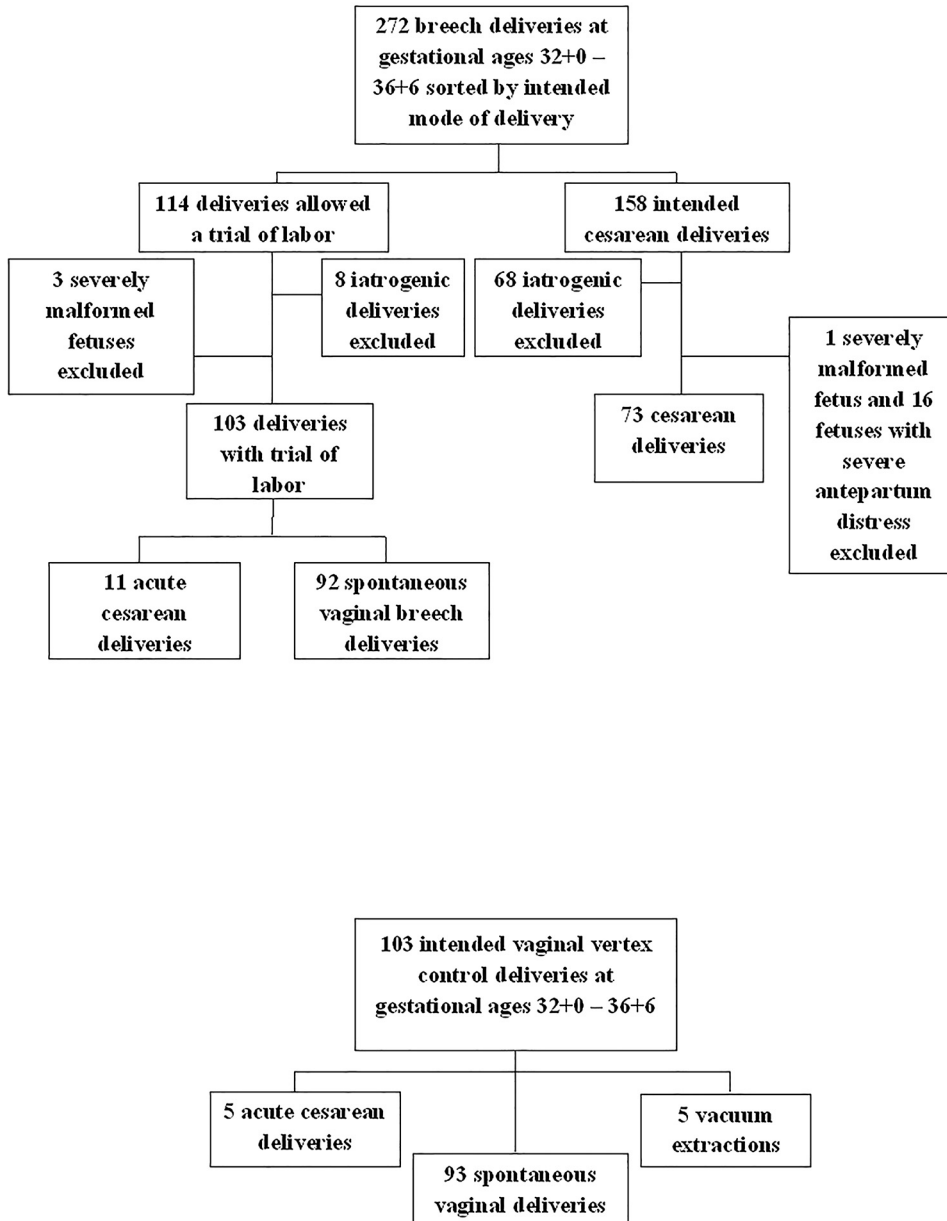 272 breech deliveries at
gestational ages 32+0 –
36+6 sorted by intended
mode of delivery
114 deliveries allowed
a trial of labor
158 intended
cesarean deliveries
3 severely
malformed
fetuses
excluded
8 iatrogenic
deliveries
excluded
68 iatrogenic
deliveries
excluded
1 severely
malformed
fetus and 16
fetuses with
severe
antepartum
distress
excluded
103 deliveries
with trial of
labor
73 cesarean
deliveries
11 acute
cesarean
deliveries
92 spontaneous
vaginal breech
deliveries
103 intended vaginal vertex
control deliveries at
gestational ages 32+0 – 36+6
5 acute cesarean
deliveries
93 spontaneous
vaginal deliveries
5 vacuum
extractions